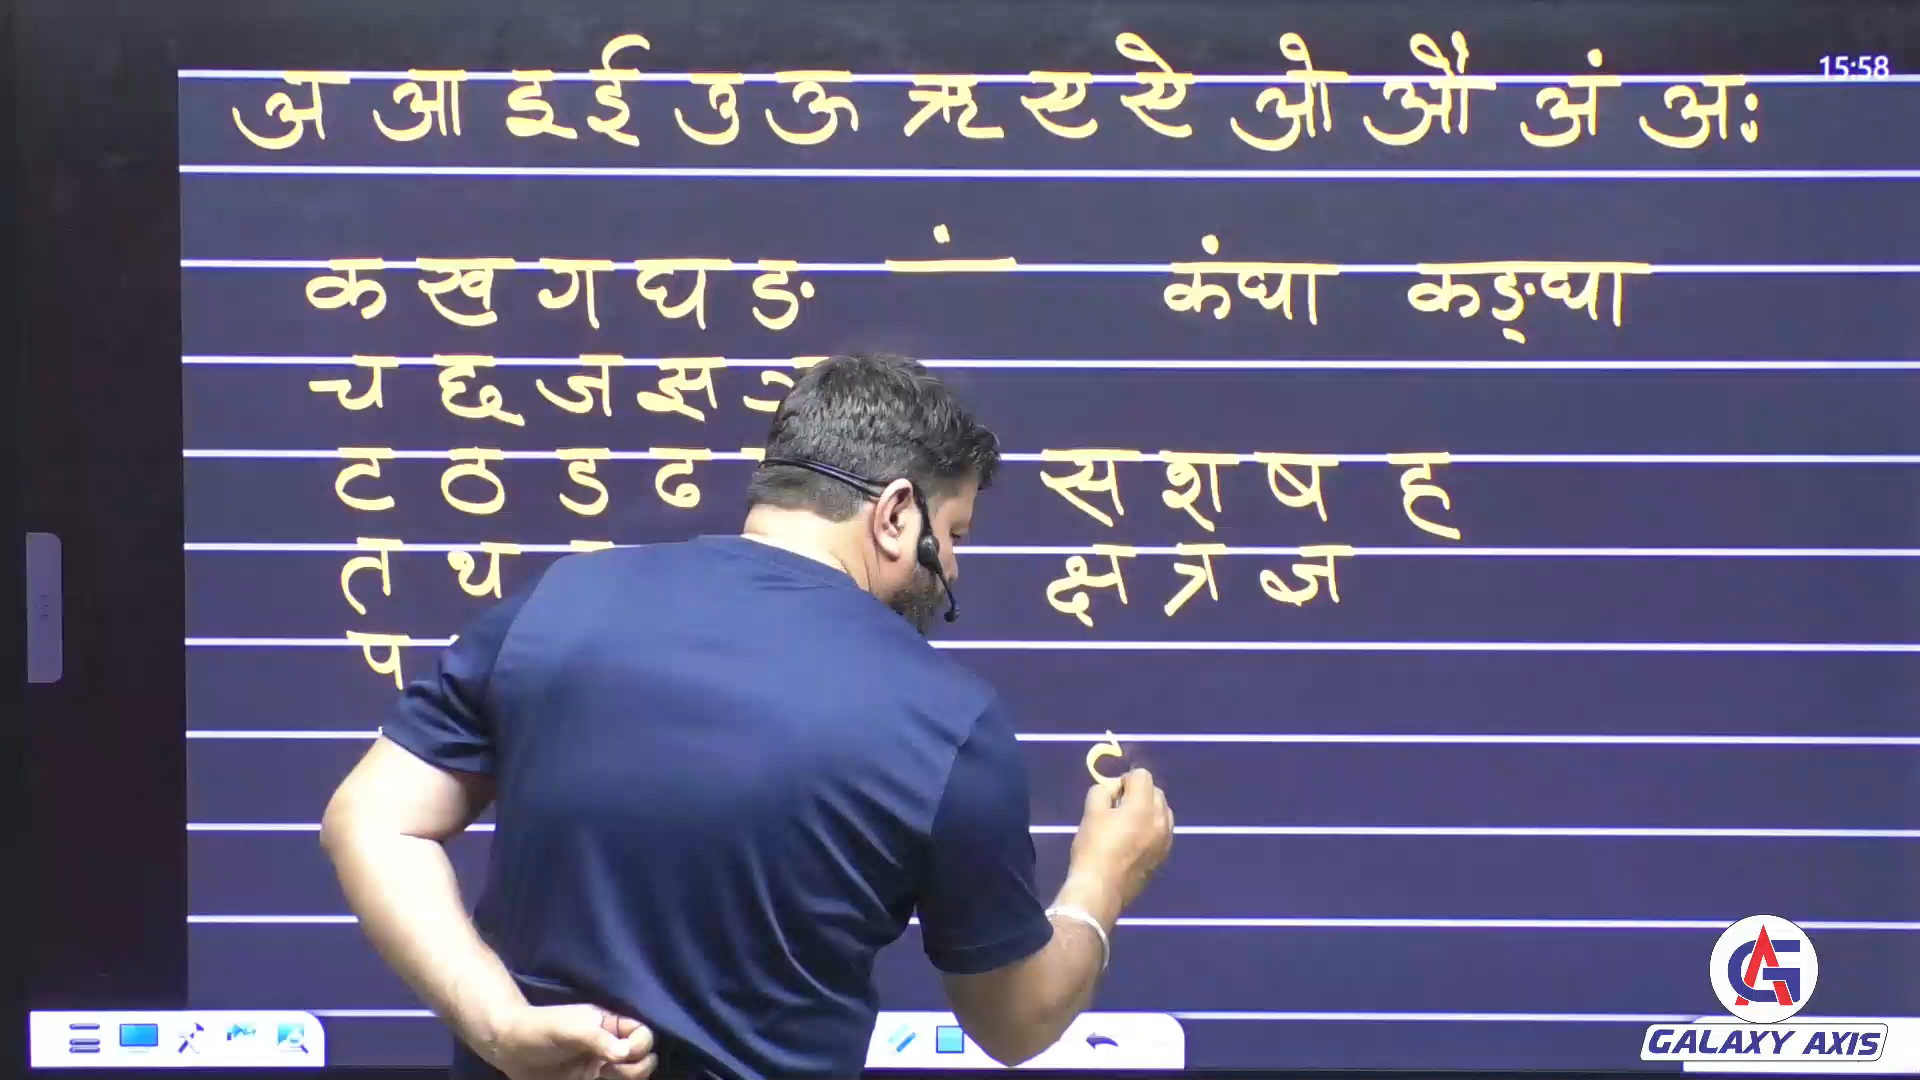 15:58
अ आ इ ई उ ऊ ऋ ए ऐ ओ औ अं अः
क ख ग घ ङ ं कंघा कङ्घा
च छ ज झ
ट ठ ड ढ स श ष ह
त थ क्ष त्र ज्ञ
प
GALAXY AXIS